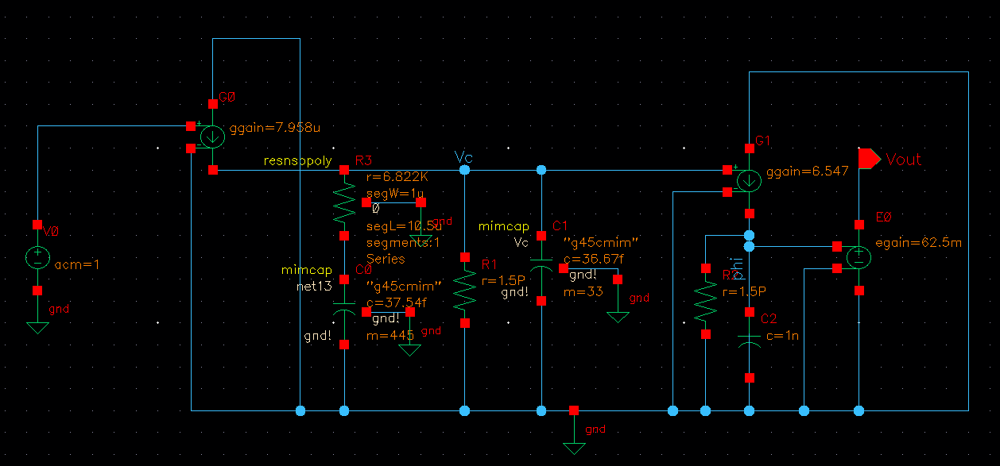 G0
ggain=7.958u
resnsppoly
R3
r=6.822K
segW=1u
0
segL=10.5u
gnd
segments:1
Series
Vc
G1
ggain=6.547
Vout
V0
acm=1
gnd
mimcap
net13
C0
"g45cmim"
c=37.54f
gnd!
gnd!
m=445
gnd
R1
r=1.5P
mimcap
Vc
C1
"g45cmim"
c=36.67f
gnd!
gnd!
m=33
gnd
E0
egain=62.5m
phi
r=1.5P
C2
c=1n
gnd